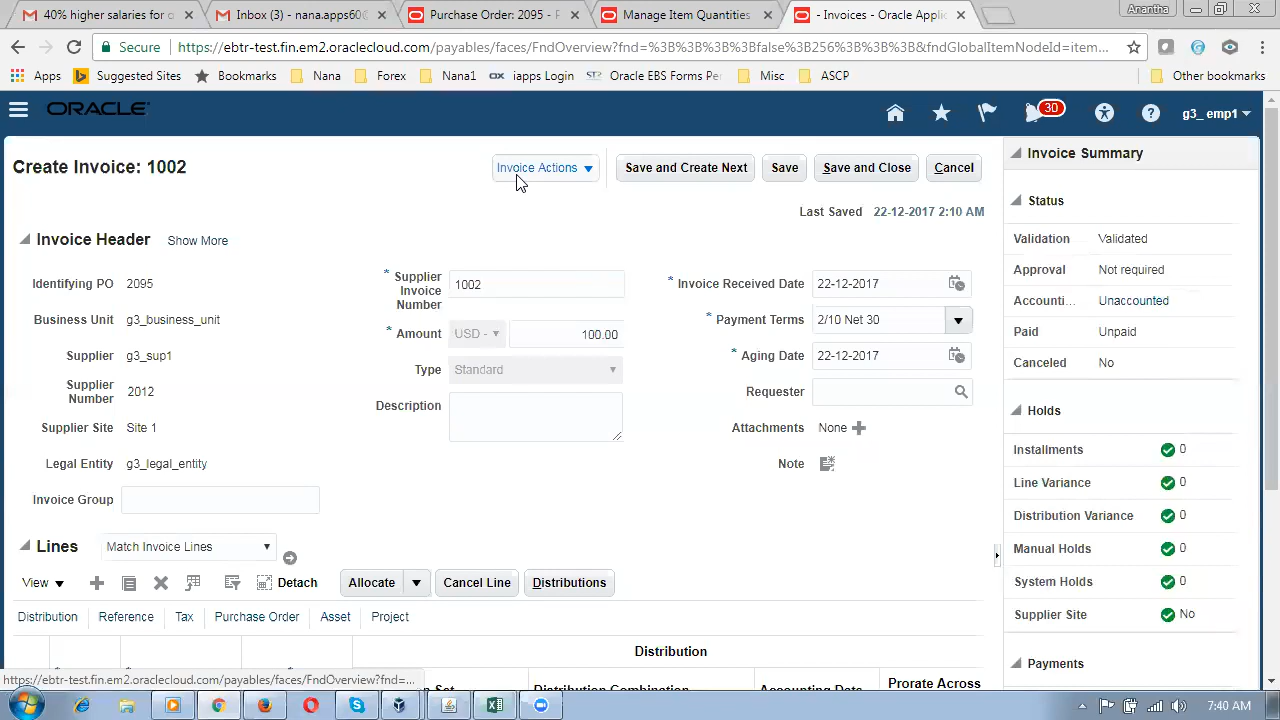 40% highersalaries for o
Inbox (3) - nana.apps60
Purchase Order: 2095 - P
Manage Item Quantities
- Invoices - Oracle Applic
Anantha
Secure
https://ebtr-test.fin.em2.oraclecloud.com/payables/faces/FndOverview?fnd=%3B%3B%3B%3Bfalse%3B256%3B%3B%3B&fndGlobalItemNodeId=item...
Apps
Suggested Sites
Bookmarks
Nana
Forex
Nana1
iapps Login
Oracle EBS Forms Pe
Misc
ASCP
Other bookmarks
ORACLE
30
g3_ emp1
Create Invoice: 1002
Invoice Actions
Save and Create Next
Save
Save and Close
Cancel
Last Saved 22-12-2017 2:10 AM
Invoice Header
Show More
Identifying PO 2095
Business Unit g3_business_unit
Supplier g3_sup1
Supplier
Number
2012
Supplier Site Site 1
Legal Entity g3_legal_entity
Invoice Group
* Supplier
Invoice
Number
1002
* Amount USD - 100.00
Type Standard
Description
* Invoice Received Date 22-12-2017
* Payment Terms 2/10 Net 30
* Aging Date 22-12-2017
Requester
Attachments None
Note
Lines
Match Invoice Lines
View
Detach
Allocate
Cancel Line
Distributions
Distribution
Reference
Tax
Purchase Order
Asset
Project
Distribution
Distribution Combination
Accounting Date
Prorate Across
Invoice Summary
Status
Validation Validated
Approval Not required
Accounti... Unaccounted
Paid Unpaid
Canceled No
Holds
Installments 0
Line Variance 0
Distribution Variance 0
Manual Holds 0
System Holds 0
Supplier Site No
Payments
https://ebtr-test.fin.em2.oraclecloud.com/payables/faces/FndOverview?fnd=...
7:40 AM